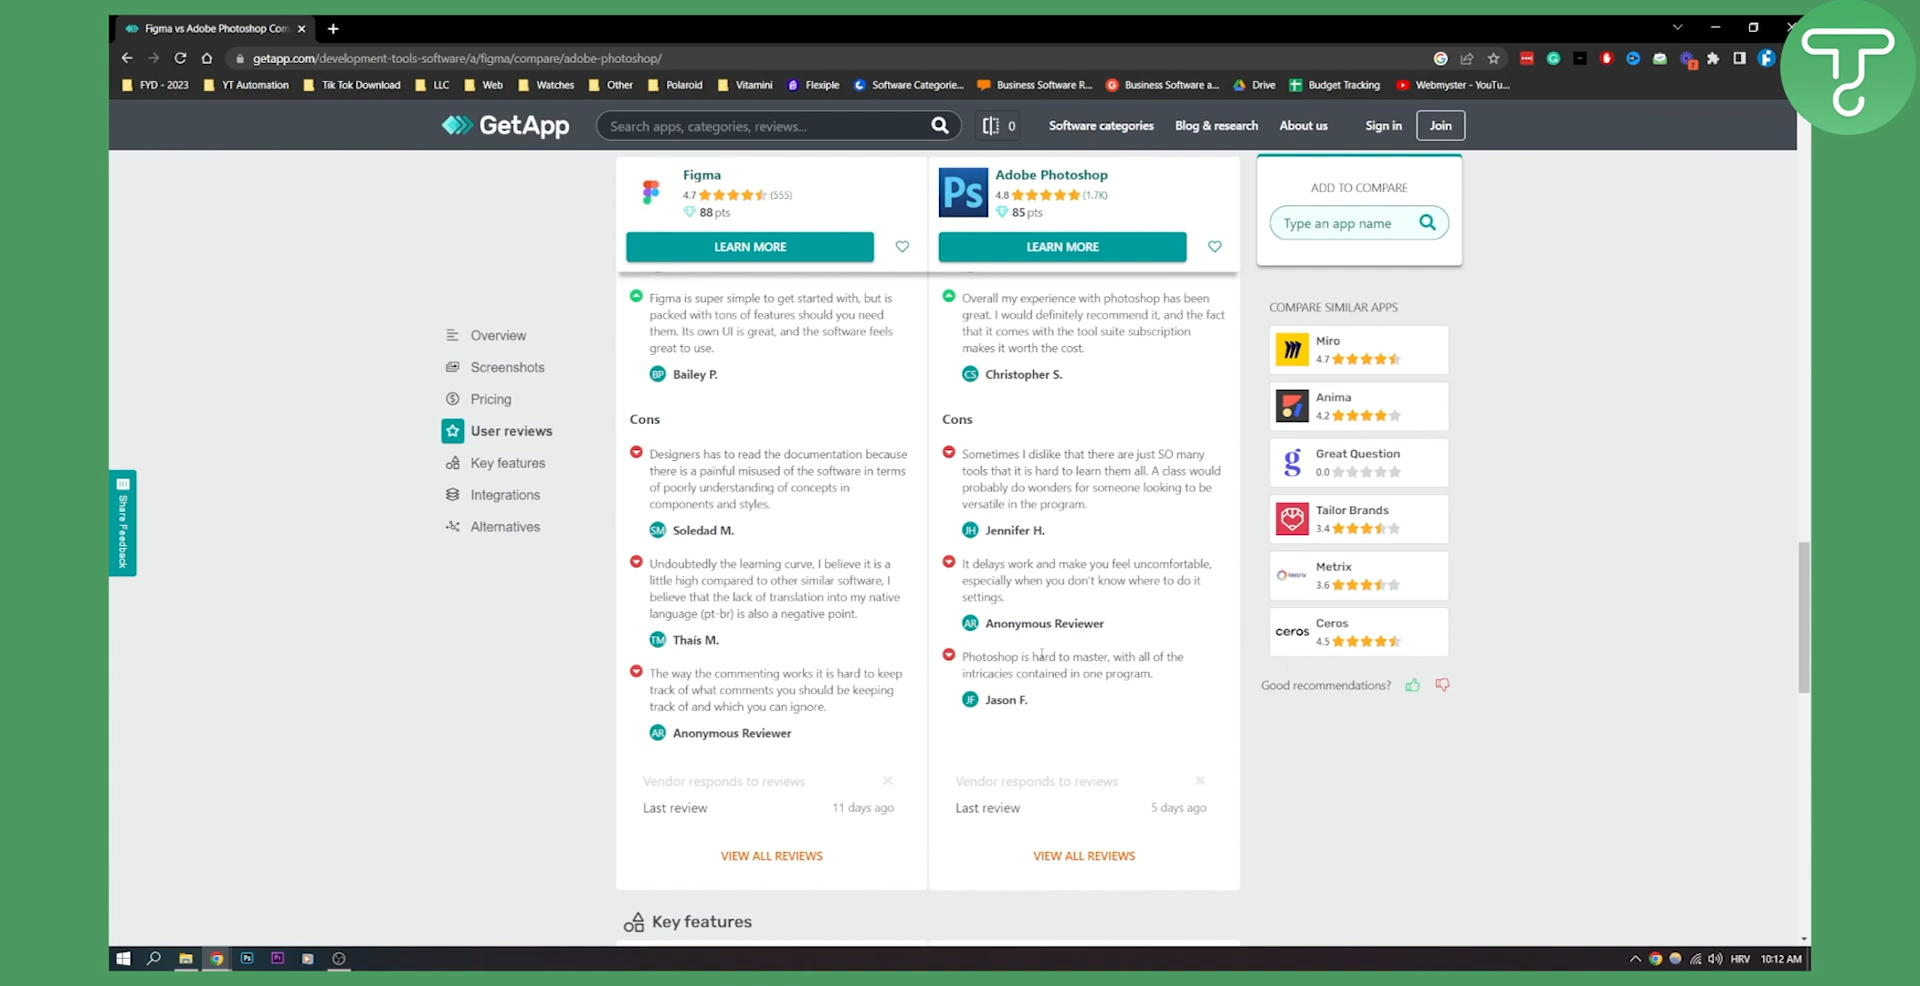 Figma vs Adobe Photoshop Com
getapp.com/development-tools-software/a/figma/compare/adobe-photoshop/
FYD - 2023
YT Automation
Tik Tok Download
LLC
Web
Watches
Other
Polaroid
Vitamini
Flexiple
Software Categorie...
Business Software R...
Business Software a...
Drive
Budget Tracking
Webmyster - YouTu...
GetApp
Search apps, categories, reviews...
0
Software categories
Blog & research
About us
Sign in
Join
Figma
4.7 (555)
88 pts
LEARN MORE
Ps
Adobe Photoshop
4.8 (1.7K)
85 pts
LEARN MORE
ADD TO COMPARE
Type an app name
Overview
Screenshots
Pricing
User reviews
Key features
Integrations
Alternatives
Share Feedback
Figma is super simple to get started with, but is
packed with tons of features should you need
them. Its own UI is great, and the software feels
great to use.
BP Bailey P.
Cons
Designers has to read the documentation because
there is a painful misused of the software in terms
of poorly understanding of concepts in
components and styles.
SM Soledad M.
Undoubtedly the learning curve, I believe it is a
little high compared to other similar software, I
believe that the lack of translation into my native
language (pt-br) is also a negative point.
TM Thaís M.
The way the commenting works it is hard to keep
track of what comments you should be keeping
track of and which you can ignore.
AR Anonymous Reviewer
Vendor responds to reviews
Last review 11 days ago
VIEW ALL REVIEWS
Overall my experience with photoshop has been
great. I would definitely recommend it, and the fact
that it comes with the tool suite subscription
makes it worth the cost.
CS Christopher S.
Cons
Sometimes I dislike that there are just SO many
tools that it is hard to learn them all. A class would
probably do wonders for someone looking to be
versatile in the program.
JH Jennifer H.
It delays work and make you feel uncomfortable,
especially when you don't know where to do it
settings.
AR Anonymous Reviewer
Photoshop is hard to master, with all of the
intricacies contained in one program.
JF Jason F.
Vendor responds to reviews
Last review 5 days ago
VIEW ALL REVIEWS
COMPARE SIMILAR APPS
Miro
4.7
Anima
4.2
Great Question
0.0
Tailor Brands
3.4
Metrix
Metrix
3.6
ceros
Ceros
4.5
Good recommendations?
Key features
Ps
Pr
HRV
10:12 AM